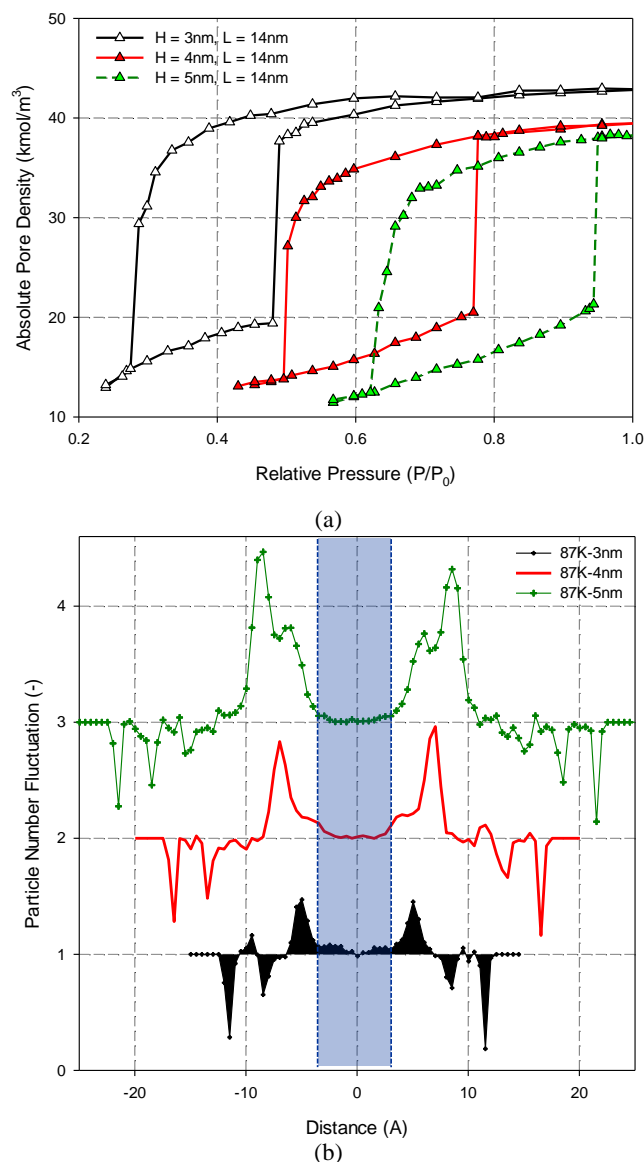 50
H = 3nm, L = 14nm
H = 4nm, L = 14nm
H = 5nm, L = 14nm
40
30
20
10
Absolute Pore Density (kmol/m³)
0.2 0.4 0.6 0.8 1.0
Relative Pressure (P/P₀)
(a)
87K-3nm
87K-4nm
87K-5nm
4
3
2
1
0
Particle Number Fluctuation (-)
-20 -10 0 10 20
Distance (A)
(b)